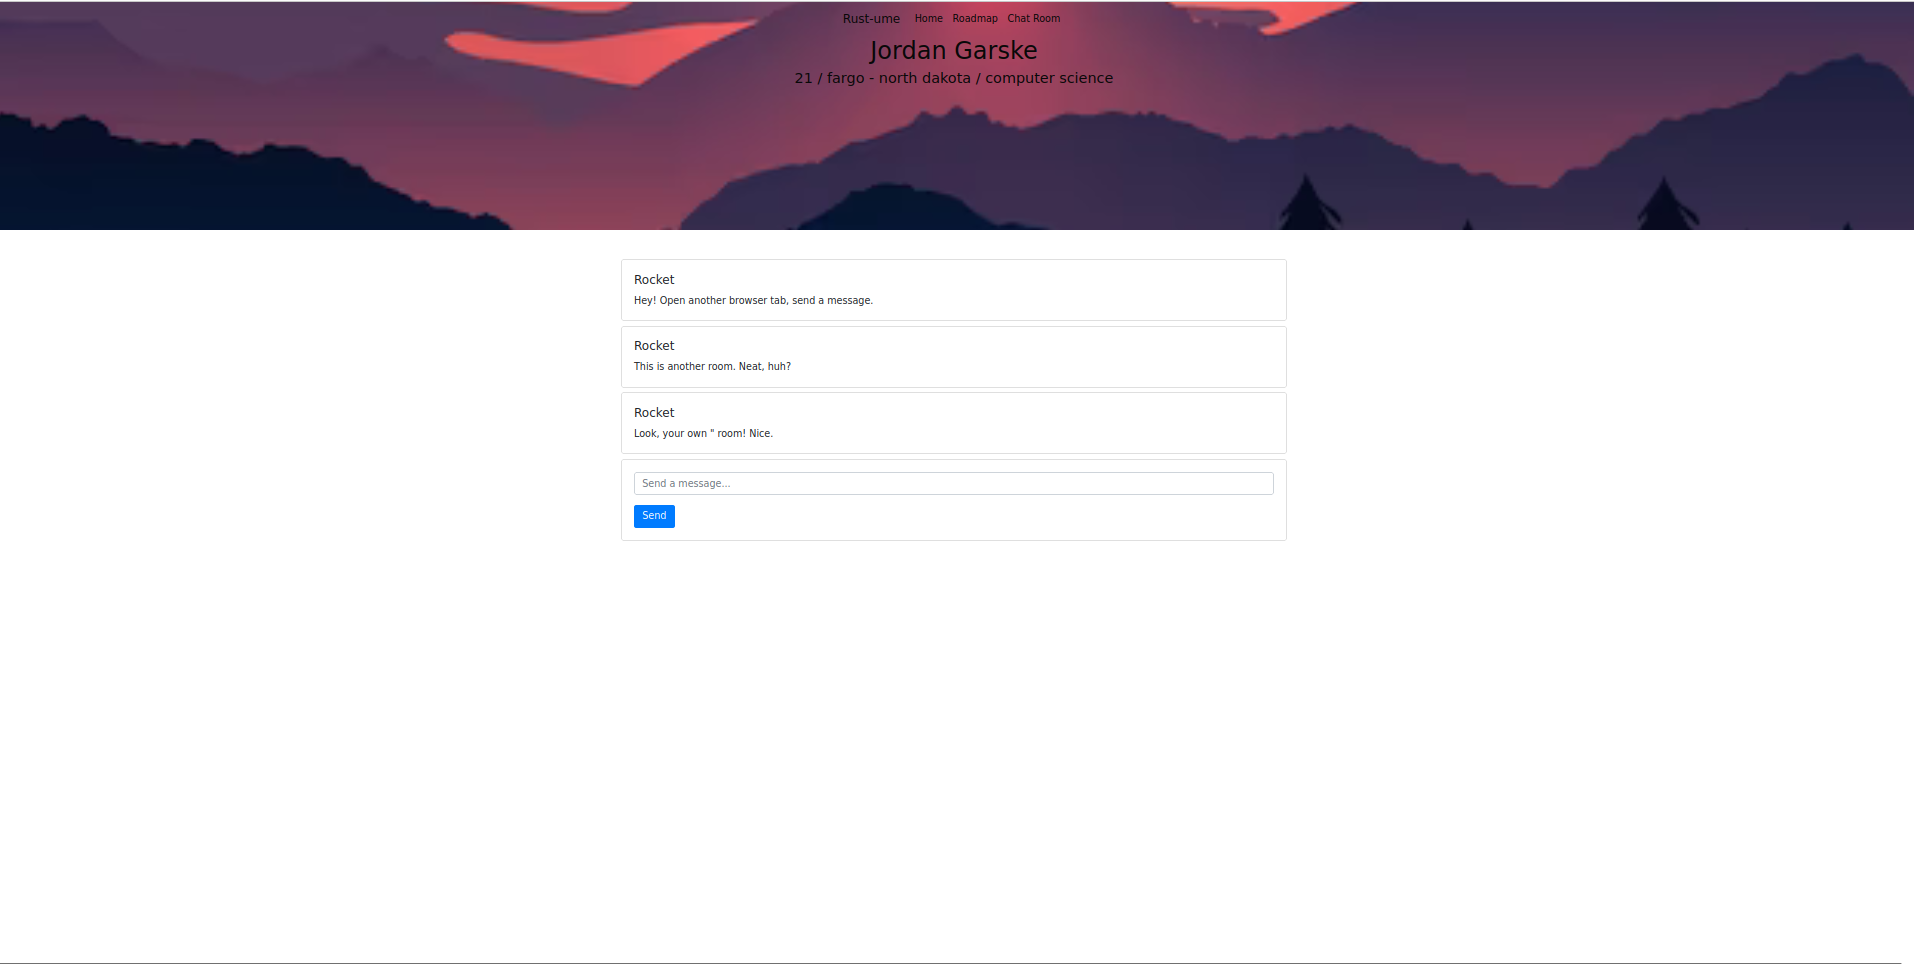 Rust-ume Home Roadmap Chat Room
Jordan Garske
21 / fargo - north dakota / computer science
Rocket
Hey! Open another browser tab, send a message.
Rocket
This is another room. Neat, huh?
Rocket
Look, your own " room! Nice.
Send a message...
Send